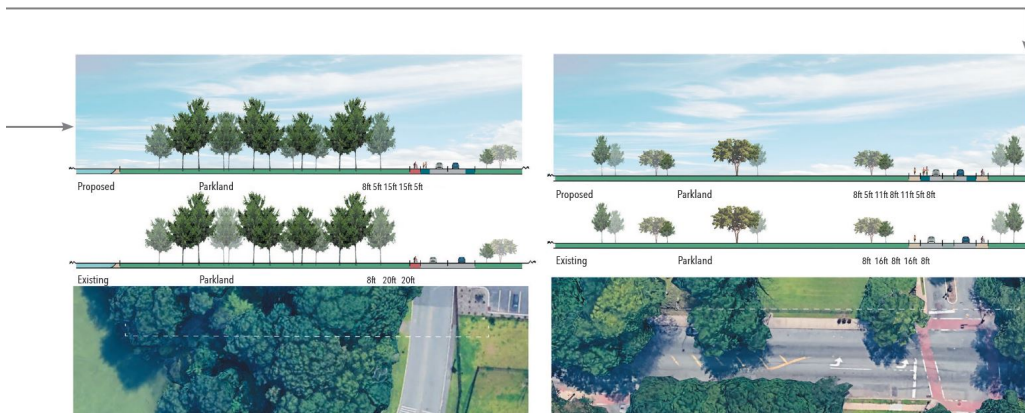 Proposed Parkland 8ft 5ft 15ft 15ft 5ft
Existing Parkland 8ft 20ft 20ft
Proposed Parkland 8ft 5ft 11ft 8ft 11ft 5ft 8ft
Existing Parkland 8ft 16ft 8ft 16ft 8ft